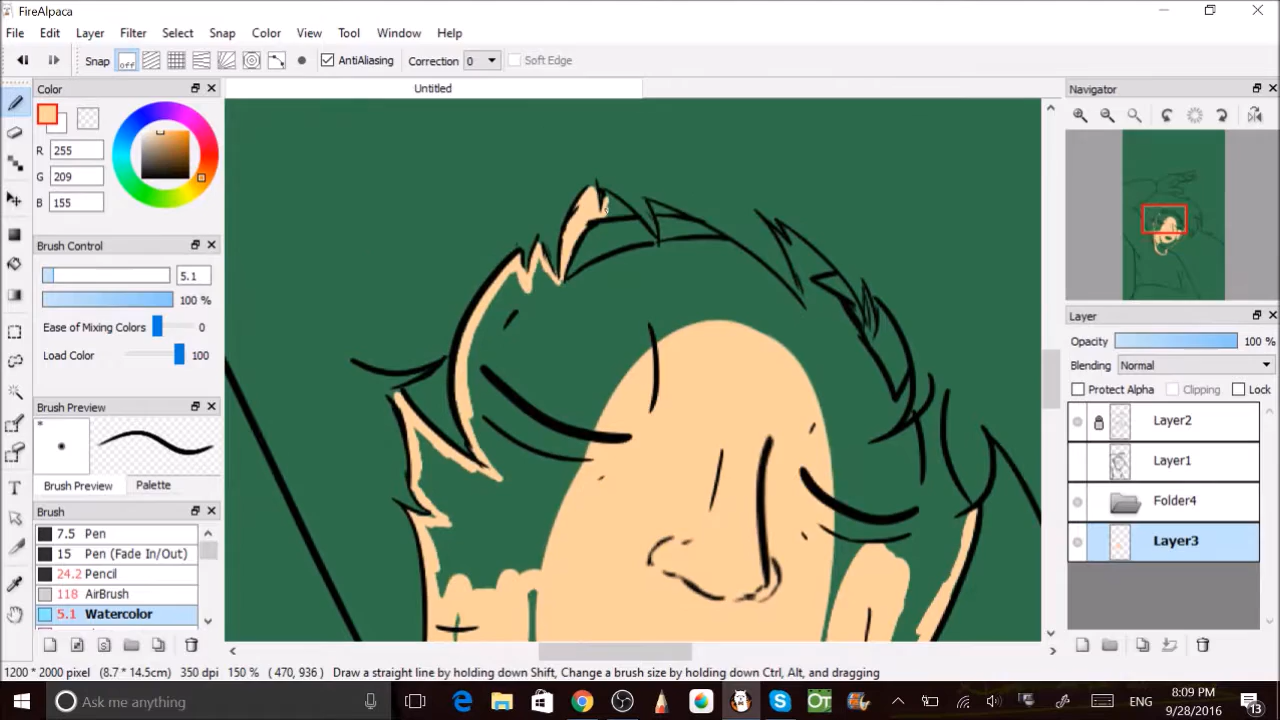 FireAlpaca
File Edit Layer Filter Select Snap Color View Tool Window Help
Snap off AntiAliasing Correction 0 Soft Edge
Color
Untitled
Navigator
R 255
G 209
B 155
Brush Control
5.1
100 %
Ease of Mixing Colors 0
Load Color 100
Brush Preview
Brush Preview Palette
Brush
7.5 Pen
15 Pen (Fade In/Out)
24.2 Pencil
118 AirBrush
5.1 Watercolor
Layer
Opacity 100 %
Blending Normal
Protect Alpha Clipping Lock
Layer2
Layer1
Folder4
Layer3
1200 * 2000 pixel (8.7 * 14.5cm) 350 dpi 150 % (470, 936) Draw a straight line by holding down Shift, Change a brush size by holding down Ctrl, Alt, and dragging
Ask me anything
OT
ENG
8:09 PM
9/28/2016
13